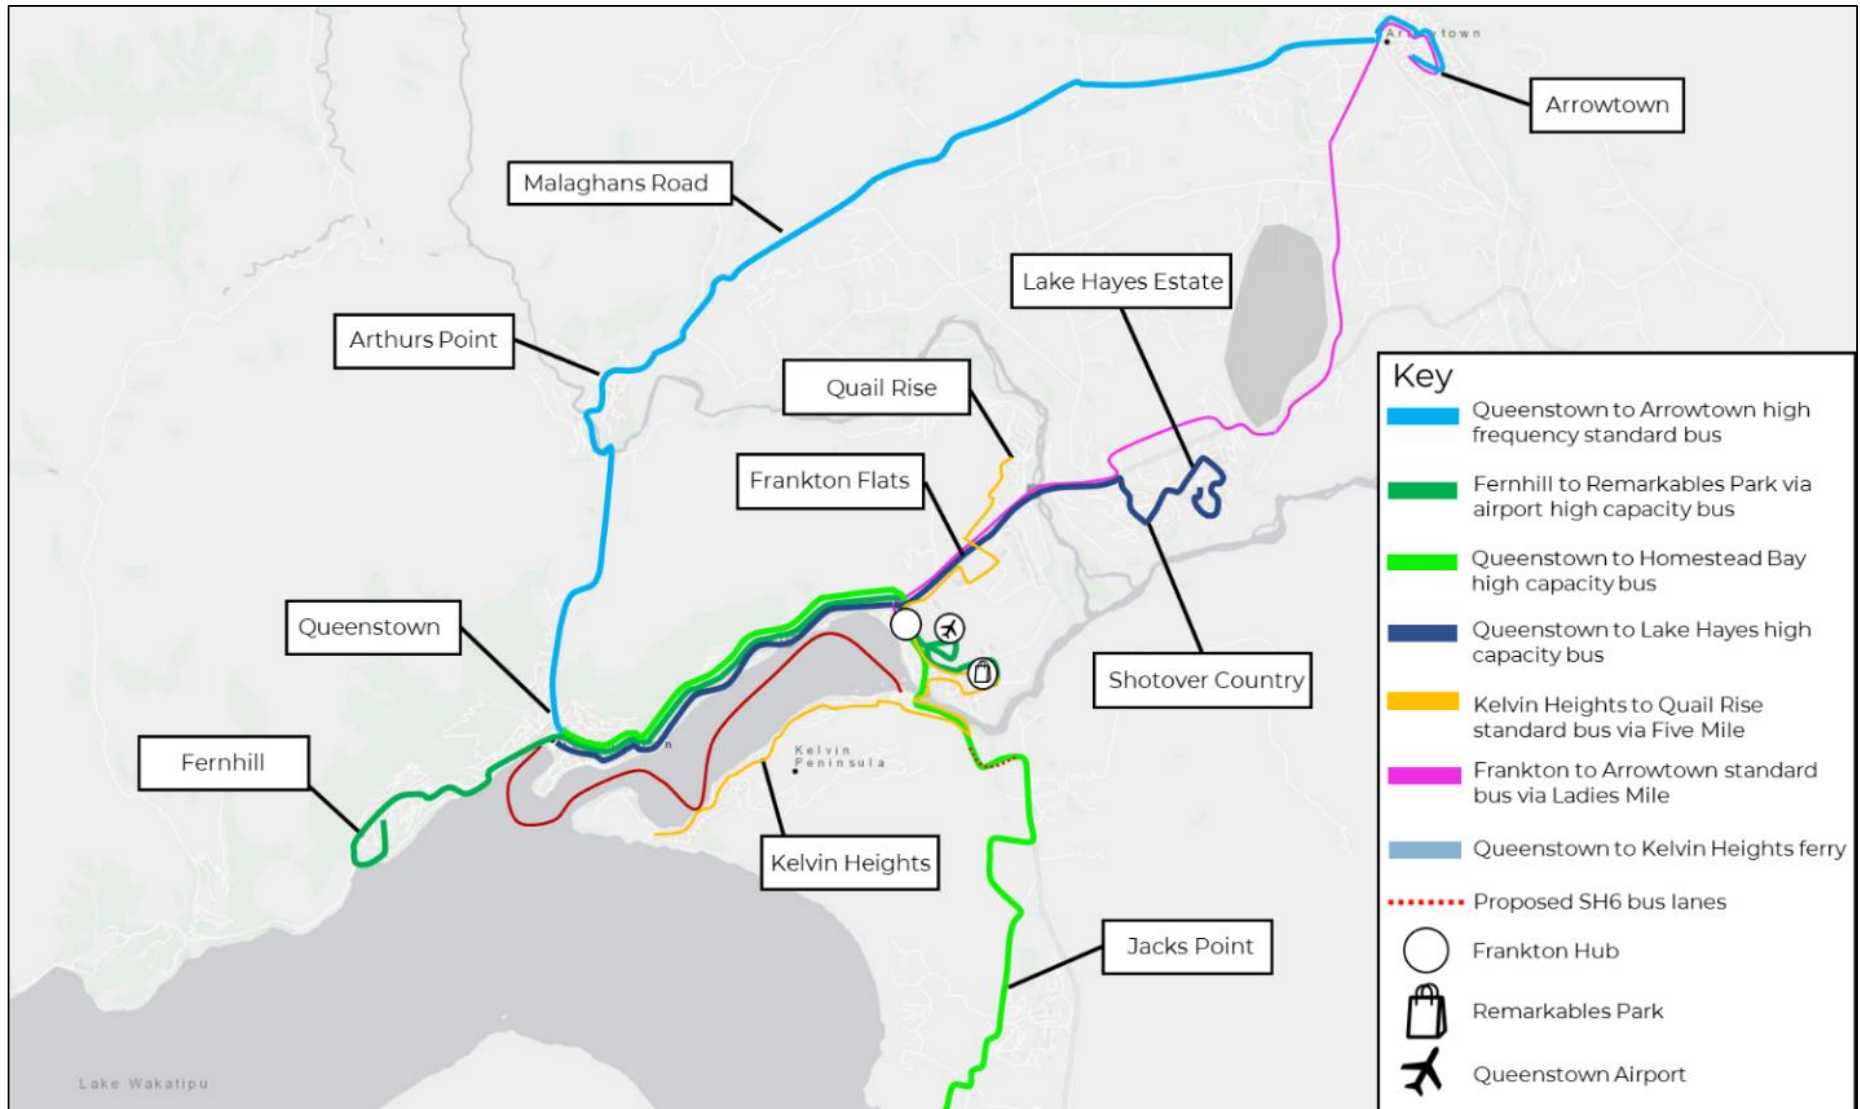 Arrowtown
Arrowtown
Malaghans Road
Lake Hayes Estate
Arthurs Point
Quail Rise
Frankton Flats
Queenstown
Shotover Country
n
Kelvin
Peninsula
Fernhill
Kelvin Heights
Jacks Point
Lake Wakatipu
Key
Queenstown to Arrowtown high
frequency standard bus
Fernhill to Remarkables Park via
airport high capacity bus
Queenstown to Homestead Bay
high capacity bus
Queenstown to Lake Hayes high
capacity bus
Kelvin Heights to Quail Rise
standard bus via Five Mile
Frankton to Arrowtown standard
bus via Ladies Mile
Queenstown to Kelvin Heights ferry
Proposed SH6 bus lanes
Frankton Hub
Remarkables Park
Queenstown Airport